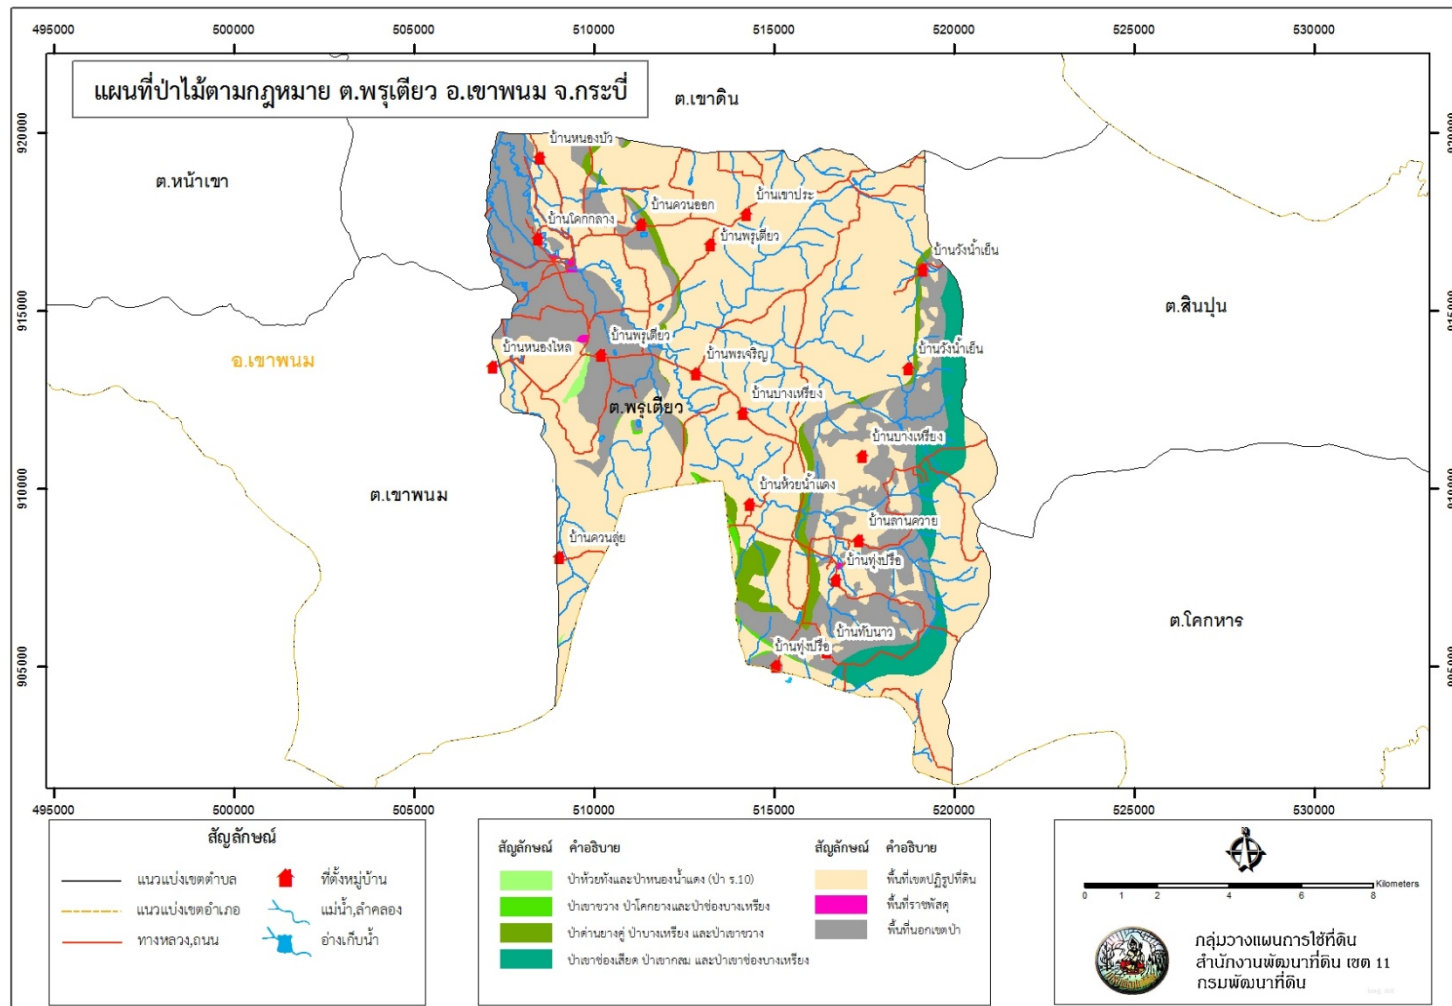 495000 500000 505000 510000 515000 520000 525000 530000
แผนที่ป่าไม้ตามกฎหมาย ต.พรุเตียว อ.เขาพนม จ.กระบี่
ต.เขาดิน
920000 920000
บ้านหนองบัว
ต.หน้าเขา
บ้านเขาประ
บ้านควนออก
บ้านโคกกลาง
บ้านพรุเตียว
บ้านวังน้ำเย็น
915000 915000
ต.สินปุน
บ้านพรุเตียว
บ้านหนองไหล
อ.เขาพนม
บ้านพรเจริญ
บ้านวังน้ำเย็น
บ้านบางเหรียง
ต.พรุเตียว
บ้านบางเหรียง
910000 910000
ต.เขาพนม
บ้านห้วยน้ำแดง
บ้านลานควาย
บ้านควนสุ่ย
บ้านทุ่งปรือ
ต.โคกหาร
บ้านทับนาว
บ้านทุ่งปรือ
905000 905000
495000 500000 505000 510000 515000 520000 525000 530000
สัญลักษณ์
แนวแบ่งเขตตำบล
แนวแบ่งเขตอำเภอ
ทางหลวง,ถนน
ที่ตั้งหมู่บ้าน
แม่น้ำ,ลำคลอง
อ่างเก็บน้ำ
สัญลักษณ์ คำอธิบาย
ป่าห้วยทังและป่าหนองน้ำแดง (ป่า ร.10)
ป่าเขาขวาง ป่าโคกยางและป่าช่องบางเหรียง
ป่าด่านยางคู่ ป่าบางเหรียง และป่าเขาขวาง
ป่าเขาช่องเสียด ป่าเขากลม และป่าเขาช่องบางเหรียง
สัญลักษณ์ คำอธิบาย
พื้นที่เขตปฏิรูปที่ดิน
พื้นที่ราชพัสดุ
พื้นที่นอกเขตป่า
0 1 2 4 6 8 Kilometers
กลุ่มวางแผนการใช้ที่ดิน
สำนักงานพัฒนาที่ดิน เขต 11
กรมพัฒนาที่ดิน